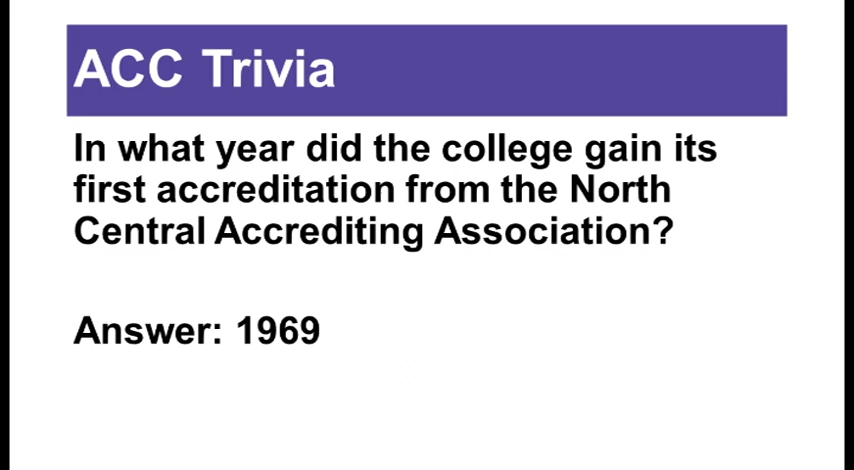 ACC Trivia
In what year did the college gain its
first accreditation from the North
Central Accrediting Association?
Answer: 1969